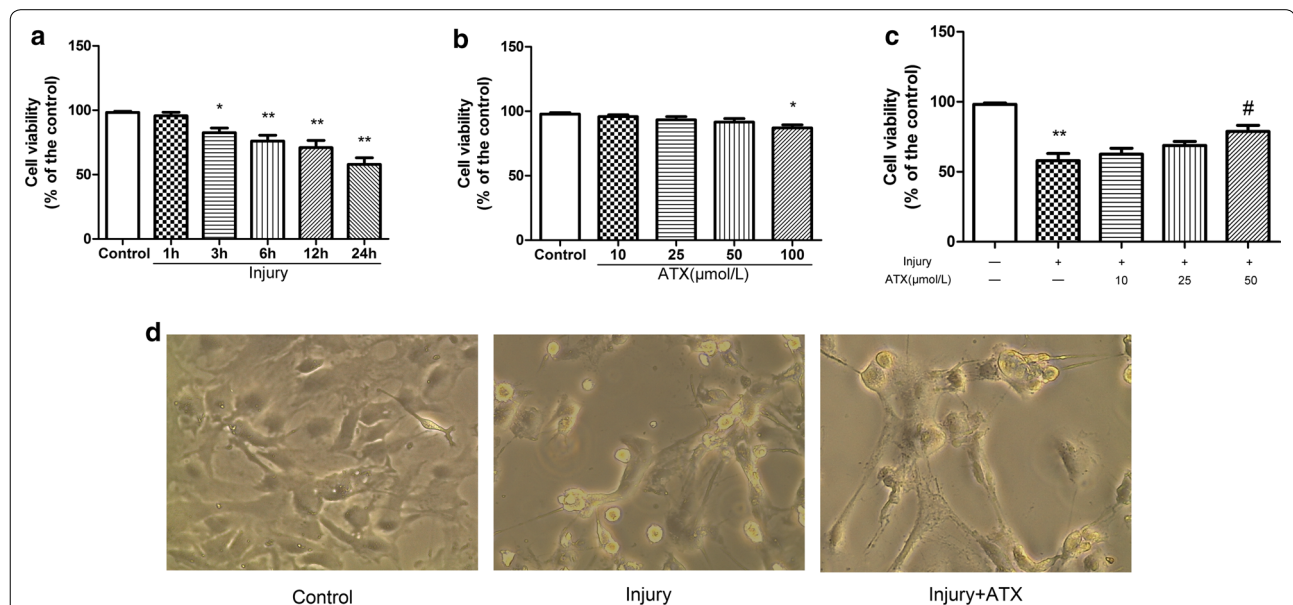 a
150
100
50
0
Cell viability
(% of the control)
*
**
**
**
Control 1h 3h 6h 12h 24h
Injury
b
150
100
50
0
Cell viability
(% of the control)
*
Control 10 25 50 100
ATX(μmol/L)
c
150
100
50
0
Cell viability
(% of the control)
**
#
Injury — + + + +
ATX(μmol/L) — — 10 25 50
d
Control Injury Injury+ATX